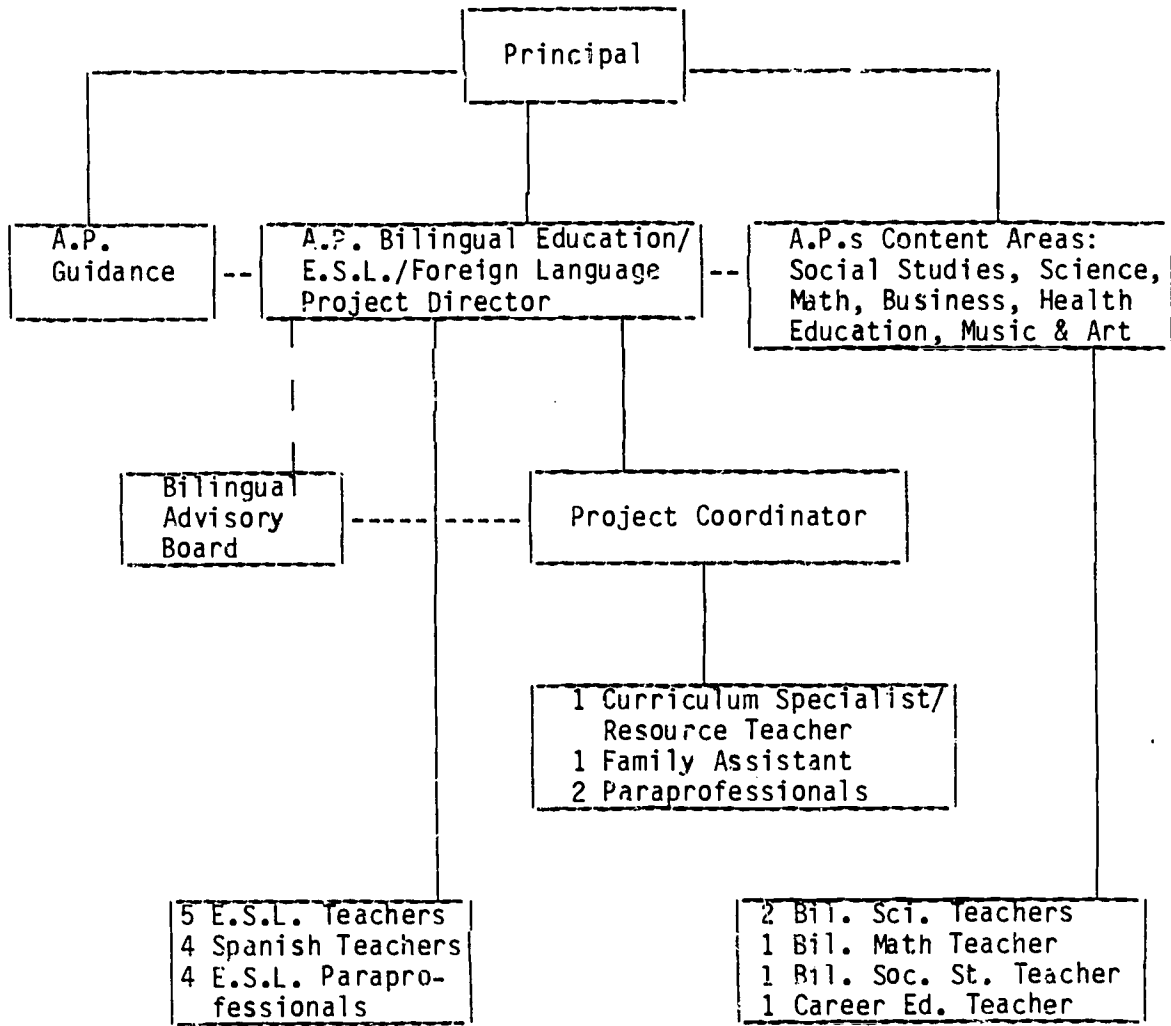 Principal
A.P.
Guidance
A.P. Bilingual Education/
E.S.L./Foreign Language
Project Director
A.P.s Content Areas:
Social Studies, Science,
Math, Business, Health
Education, Music & Art
Bilingual
Advisory
Board
Project Coordinator
1 Curriculum Specialist/
Resource Teacher
1 Family Assistant
2 Paraprofessionals
5 E.S.L. Teachers
4 Spanish Teachers
4 E.S.L. Parapro-
fessionals
2 Bil. Sci. Teachers
1 Bil. Math Teacher
1 Bil. Soc. St. Teacher
1 Career Ed. Teacher